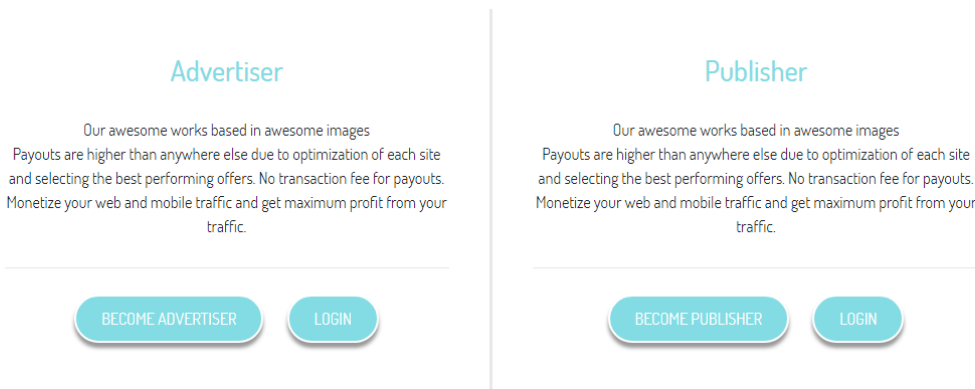 Advertiser
Our awesome works based in awesome images
Payouts are higher than anywhere else due to optimization of each site
and selecting the best performing offers. No transaction fee for payouts.
Monetize your web and mobile traffic and get maximum profit from your
traffic.
BECOME ADVERTISER
LOGIN
Publisher
Our awesome works based in awesome images
Payouts are higher than anywhere else due to optimization of each site
and selecting the best performing offers. No transaction fee for payouts.
Monetize your web and mobile traffic and get maximum profit from your
traffic.
BECOME PUBLISHER
LOGIN